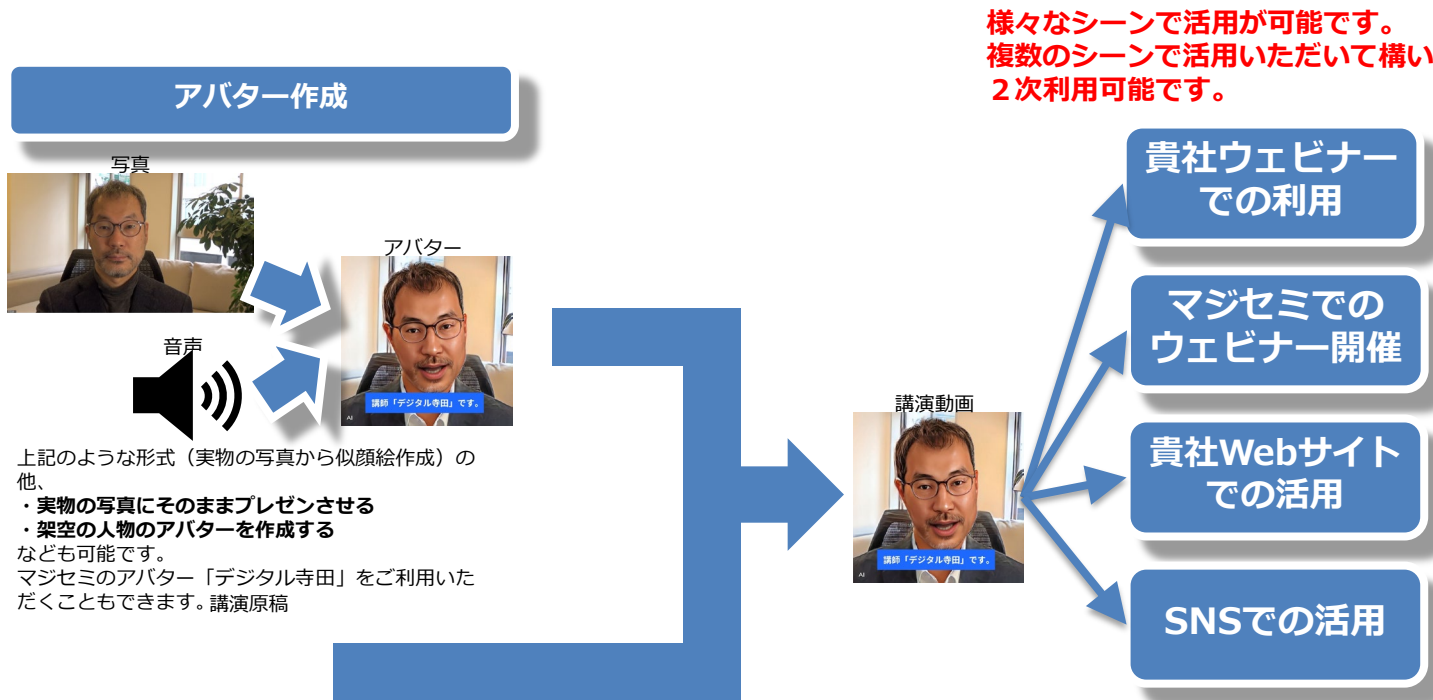 様々なシーンで活用が可能です。
複数のシーンで活用いただいて構い
２次利用可能です。
アバター作成
写真
アバター
音声
講師「デジタル寺田」です。
AI
上記のような形式（実物の写真から似顔絵作成）の
他、
・実物の写真にそのままプレゼンさせる
・架空の人物のアバターを作成する
なども可能です。
マジセミのアバター「デジタル寺田」をご利用いた
だくこともできます。講演原稿
講演動画
講師「デジタル寺田」です。
AI
貴社ウェビナー
での利用
マジセミでの
ウェビナー開催
貴社Webサイト
での活用
SNSでの活用